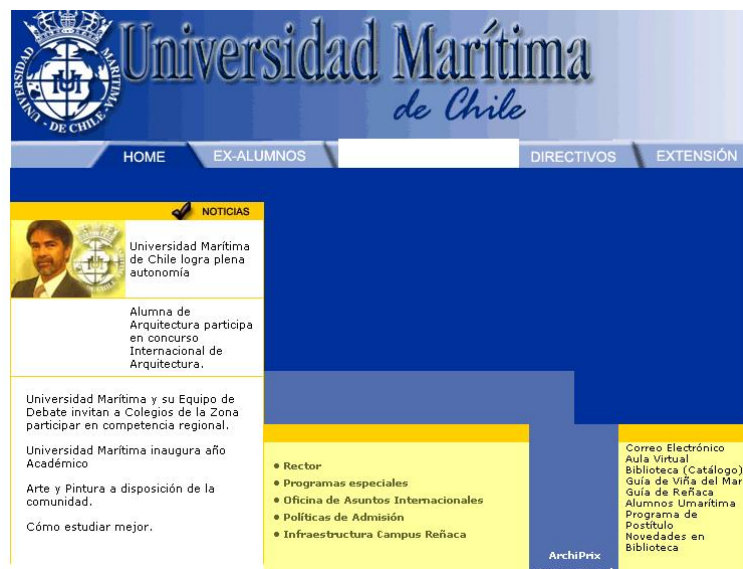 Universidad Marítima
de Chile
UNIVERSIDAD MARITIMA
· DE CHILE ·
HOME
EX-ALUMNOS
DIRECTIVOS
EXTENSIÓN
NOTICIAS
Universidad Marítima
de Chile logra plena
autonomía
Alumna de
Arquitectura participa
en concurso
Internacional de
Arquitectura.
Universidad Marítima y su Equipo de
Debate invitan a Colegios de la Zona
participar en competencia regional.
Universidad Marítima inaugura año
Académico
Arte y Pintura a disposición de la
comunidad.
Cómo estudiar mejor.
• Rector
• Programas especiales
• Oficina de Asuntos Internacionales
• Políticas de Admisión
• Infraestructura Campus Reñaca
ArchiPrix
Correo Electrónico
Aula Virtual
Biblioteca (Catálogo)
Guía de Viña del Mar
Guía de Reñaca
Alumnos Umarítima
Programa de
Postítulo
Novedades en
Biblioteca